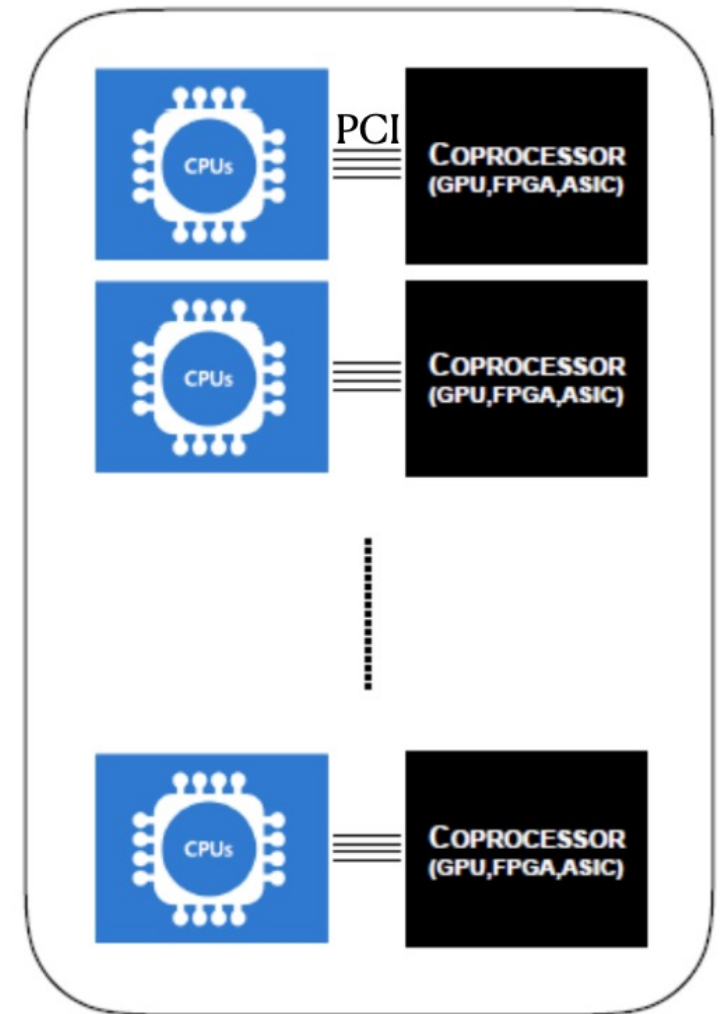 PCI
CPUs
COPROCESSOR
(GPU,FPGA,ASIC)
CPUs
COPROCESSOR
(GPU,FPGA,ASIC)
CPUs
COPROCESSOR
(GPU,FPGA,ASIC)